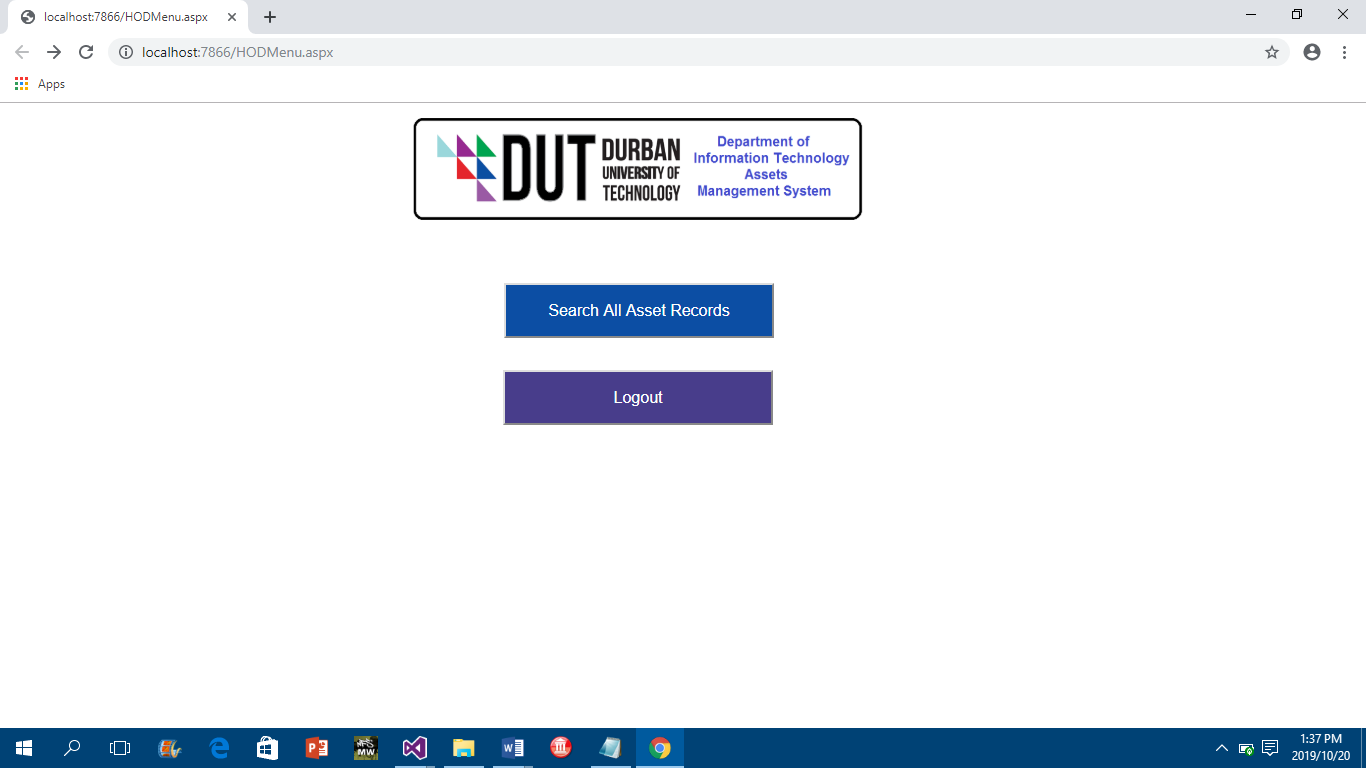 localhost:7866/HODMenu.aspx
localhost:7866/HODMenu.aspx
Apps
DUT
DURBAN
UNIVERSITY OF
TECHNOLOGY
Department of
Information Technology
Assets
Management System
Search All Asset Records
Logout
1:37 PM
2019/10/20